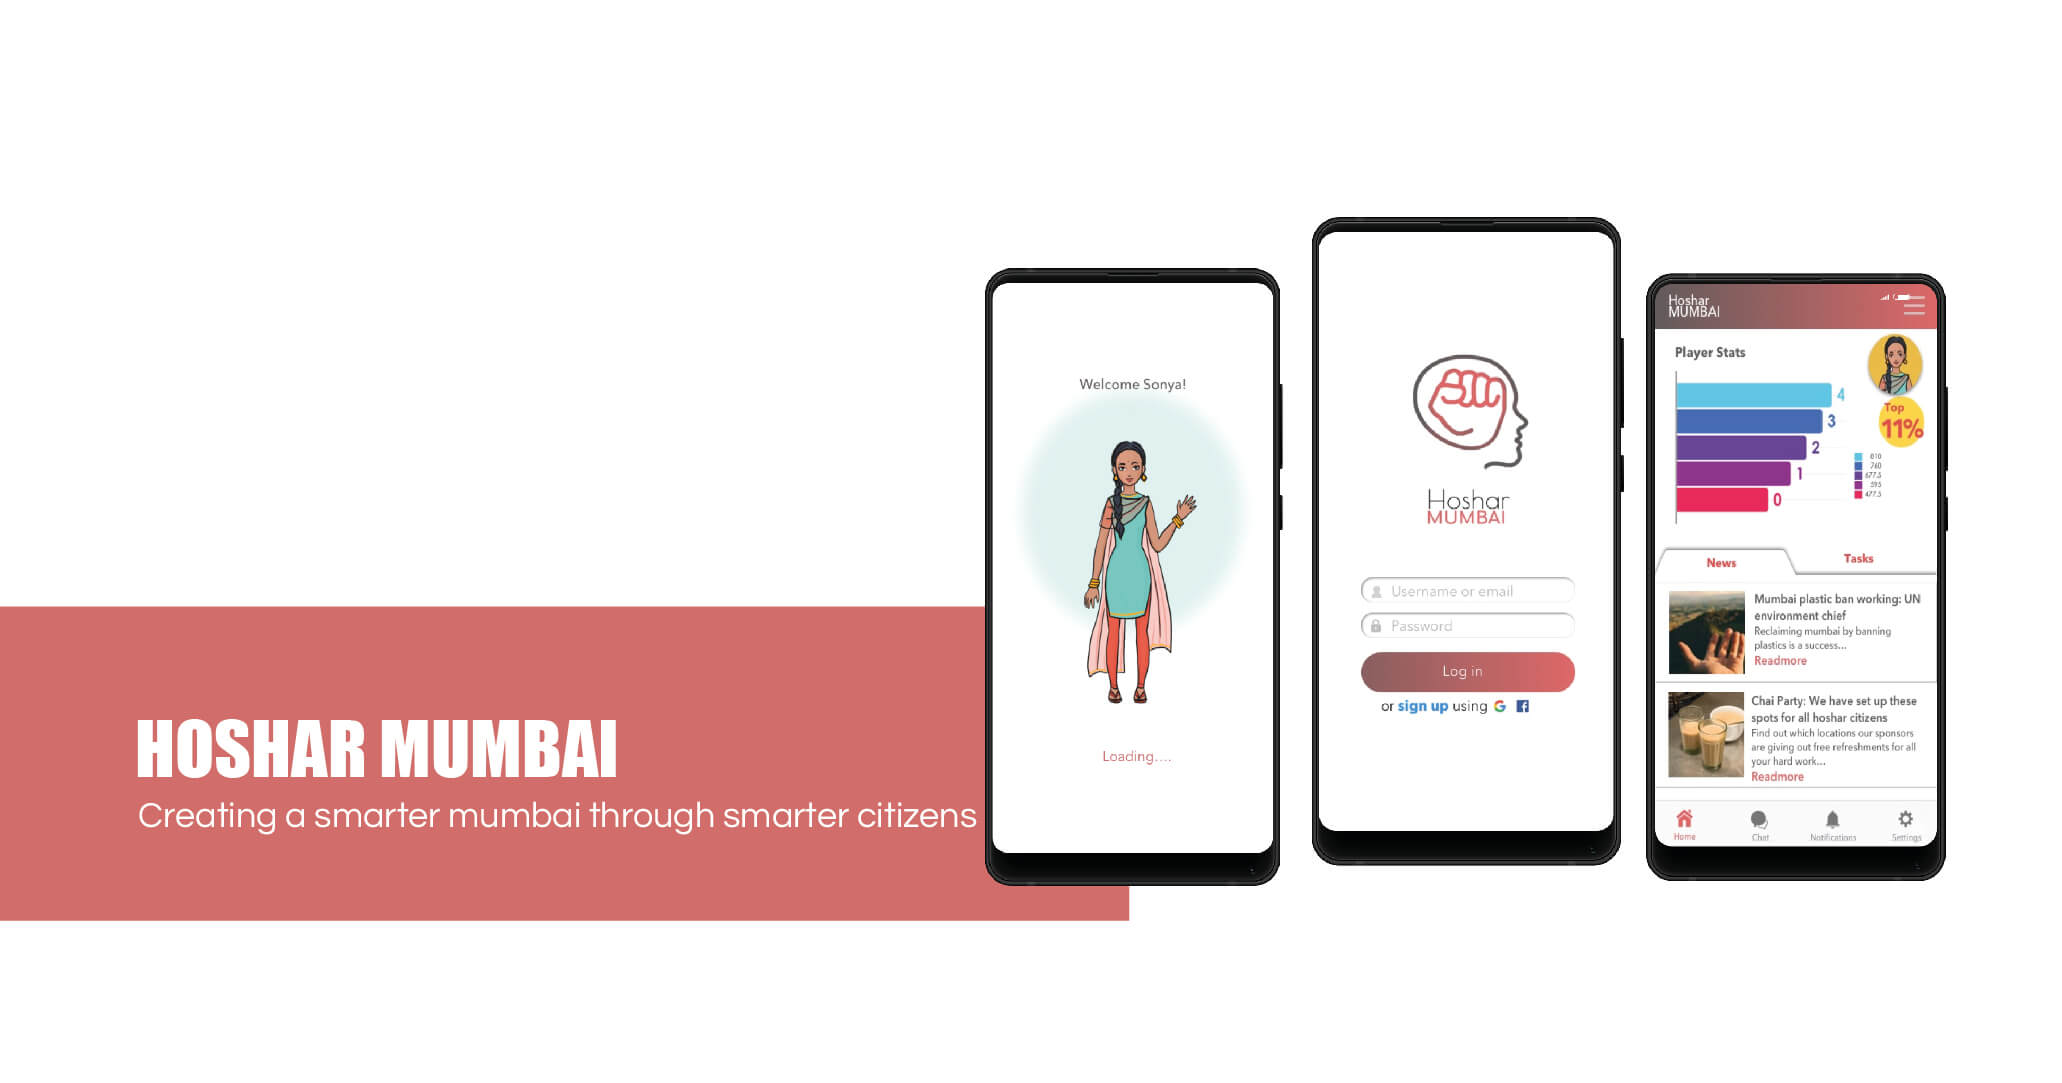 HOSHAR MUMBAI
Creating a smarter mumbai through smarter citizens
Welcome Sonya!
Loading....
Hoshar
MUMBAI
Username or email
Password
Log in
or sign up using
Hoshar
MUMBAI
Player Stats
4
3
2
1
0
Top
11%
810
760
677.5
595
477.5
News
Tasks
Mumbai plastic ban working: UN
environment chief
Reclaiming mumbai by banning
plastics is a success...
Readmore
Chai Party: We have set up these
spots for all hoshar citizens
Find out which locations our sponsors
are giving out free refreshments for all
your hard work...
Readmore
Home
Chat
Notifications
Settings